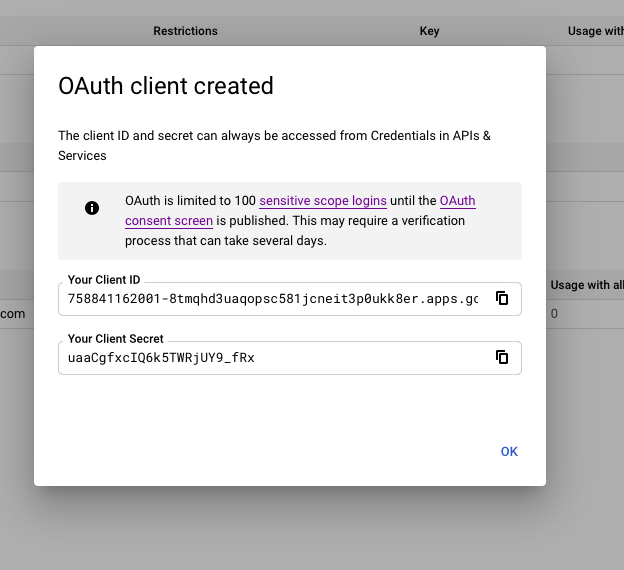 Restrictions
Key
Usage with
OAuth client created
The client ID and secret can always be accessed from Credentials in APIs &
Services
OAuth is limited to 100 sensitive scope logins until the OAuth
consent screen is published. This may require a verification
process that can take several days.
Your Client ID
758841162001-8tmqhd3uaqopsc581jcneit3p0ukk8er.apps.gc
Usage with all
com
0
Your Client Secret
uaaCgfxcIQ6k5TWRjUY9_fRx
OK